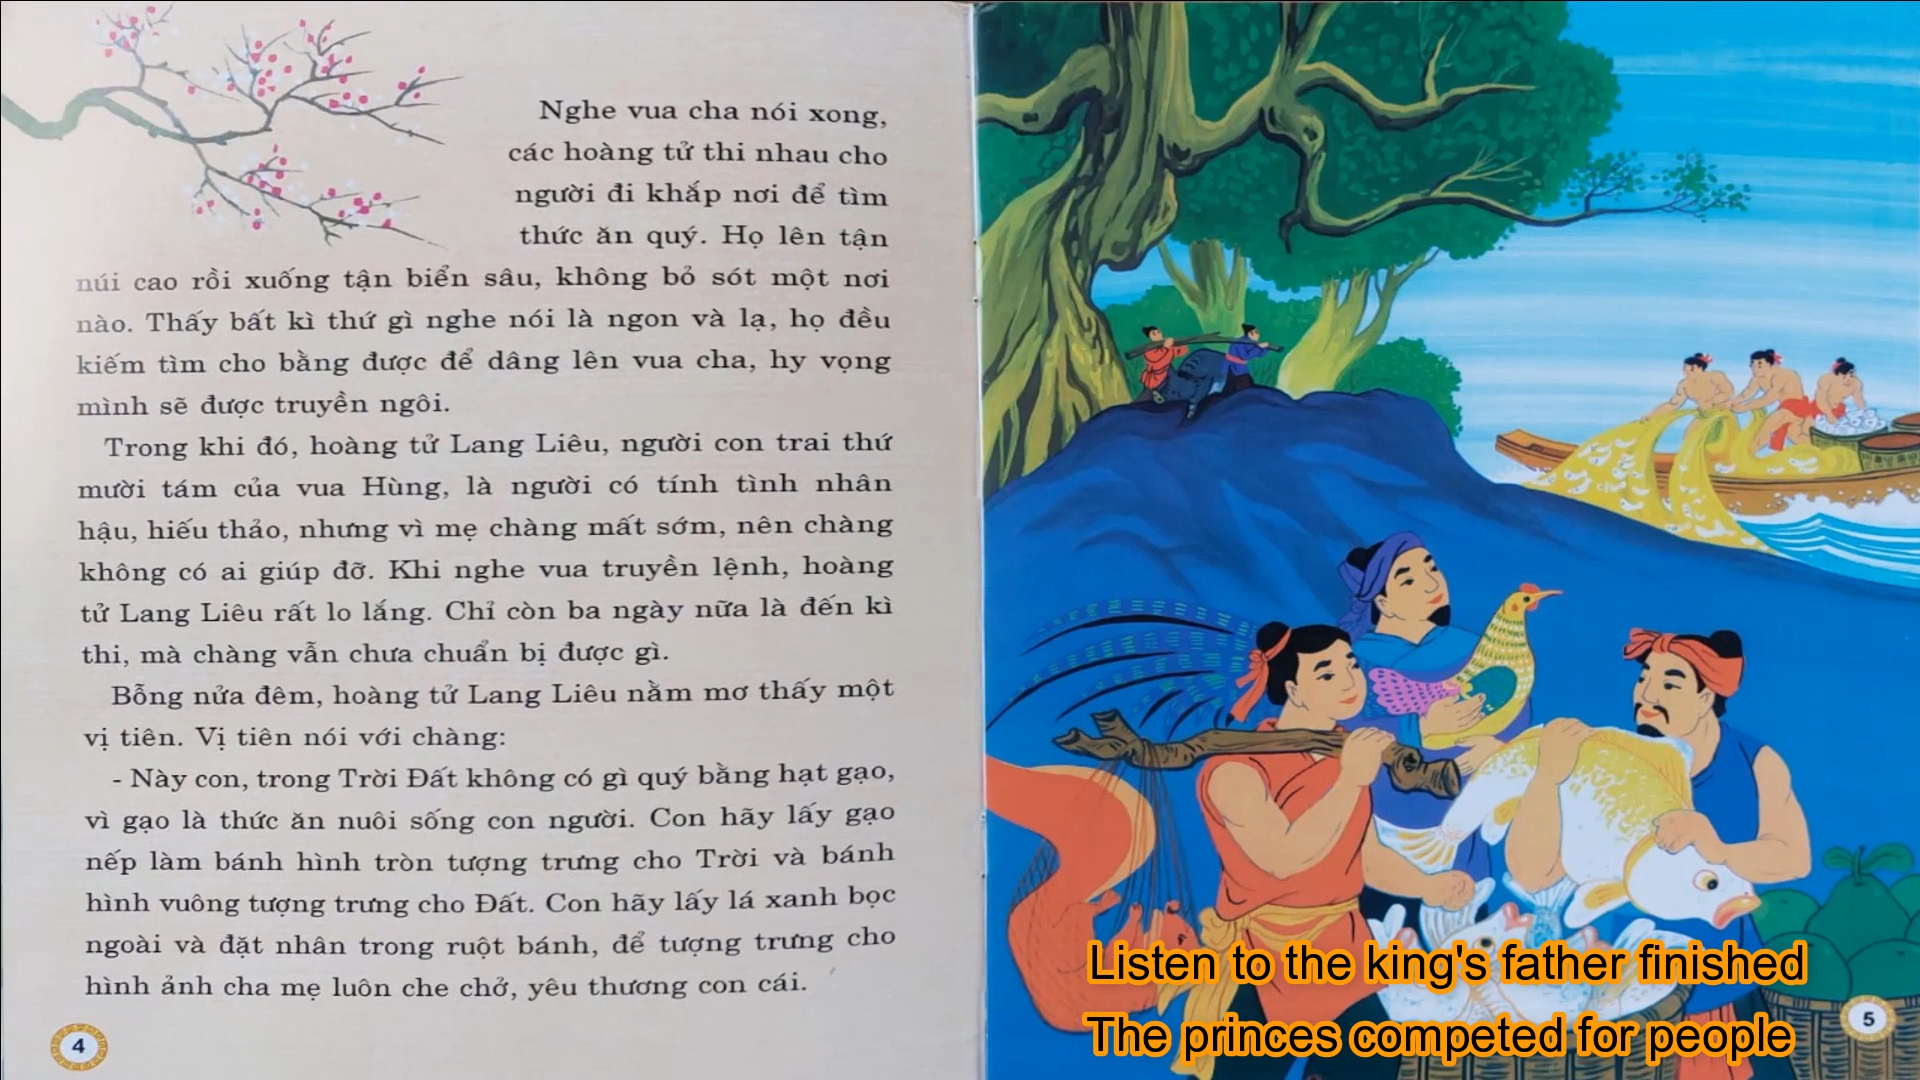 Nghe vua cha nói xong,
các hoàng tử thi nhau cho
người đi khắp nơi để tìm
thức ăn quý. Họ lên tận
núi cao rồi xuống tận biển sâu, không bỏ sót một nơi
nào. Thấy bất kì thứ gì nghe nói là ngon và lạ, họ đều
kiếm tìm cho bằng được để dâng lên vua cha, hy vọng
mình sẽ được truyền ngôi.
Trong khi đó, hoàng tử Lang Liêu, người con trai thứ
mười tám của vua Hùng, là người có tính tình nhân
hậu, hiếu thảo, nhưng vì mẹ chàng mất sớm, nên chàng
không có ai giúp đỡ. Khi nghe vua truyền lệnh, hoàng
tử Lang Liêu rất lo lắng. Chỉ còn ba ngày nữa là đến kì
thi, mà chàng vẫn chưa chuẩn bị được gì.
Bỗng nửa đêm, hoàng tử Lang Liêu nằm mơ thấy một
vị tiên. Vị tiên nói với chàng:
- Này con, trong Trời Đất không có gì quý bằng hạt gạo,
vì gạo là thức ăn nuôi sống con người. Con hãy lấy gạo
nếp làm bánh hình tròn tượng trưng cho Trời và bánh
hình vuông tượng trưng cho Đất. Con hãy lấy lá xanh bọc
ngoài và đặt nhân trong ruột bánh, để tượng trưng cho
hình ảnh cha mẹ luôn che chở, yêu thương con cái.
4
Listen to the king's father finished
The princes competed for people
5